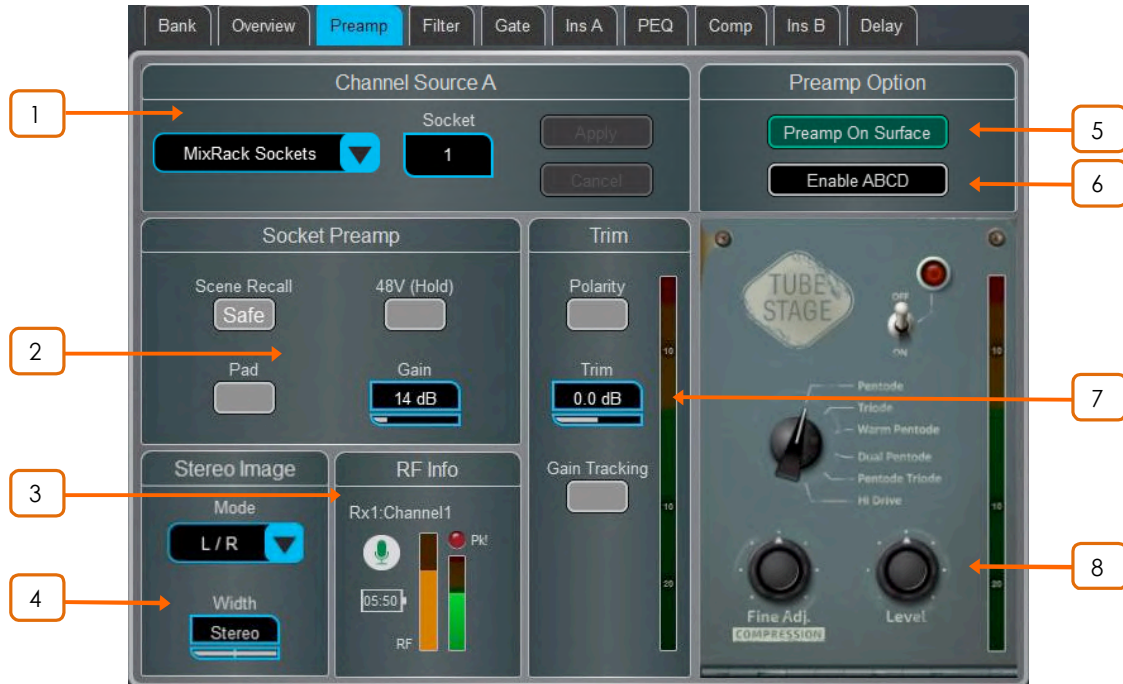 Bank Overview Preamp Filter Gate Ins A PEQ Comp Ins B Delay
Channel Source A
Preamp Option
1
Socket
MixRack Sockets
1
Apply
Cancel
Preamp On Surface
5
Enable ABCD
6
Socket Preamp
Trim
Scene Recall
Safe
48V (Hold)
Pad
Gain
14 dB
2
Polarity
10
Trim
0.0 dB
Gain Tracking
10
20
TUBE
STAGE
OFF
ON
10
Pentode
Triode
Warm Pentode
Dual Pentode
Pentode Triode
Hi Drive
7
10
Stereo Image
RF Info
3
Mode
L / R
Rx1:Channel1
Pk!
05:50
RF
4
Width
Stereo
Fine Adj.
COMPRESSION
Level
20
8